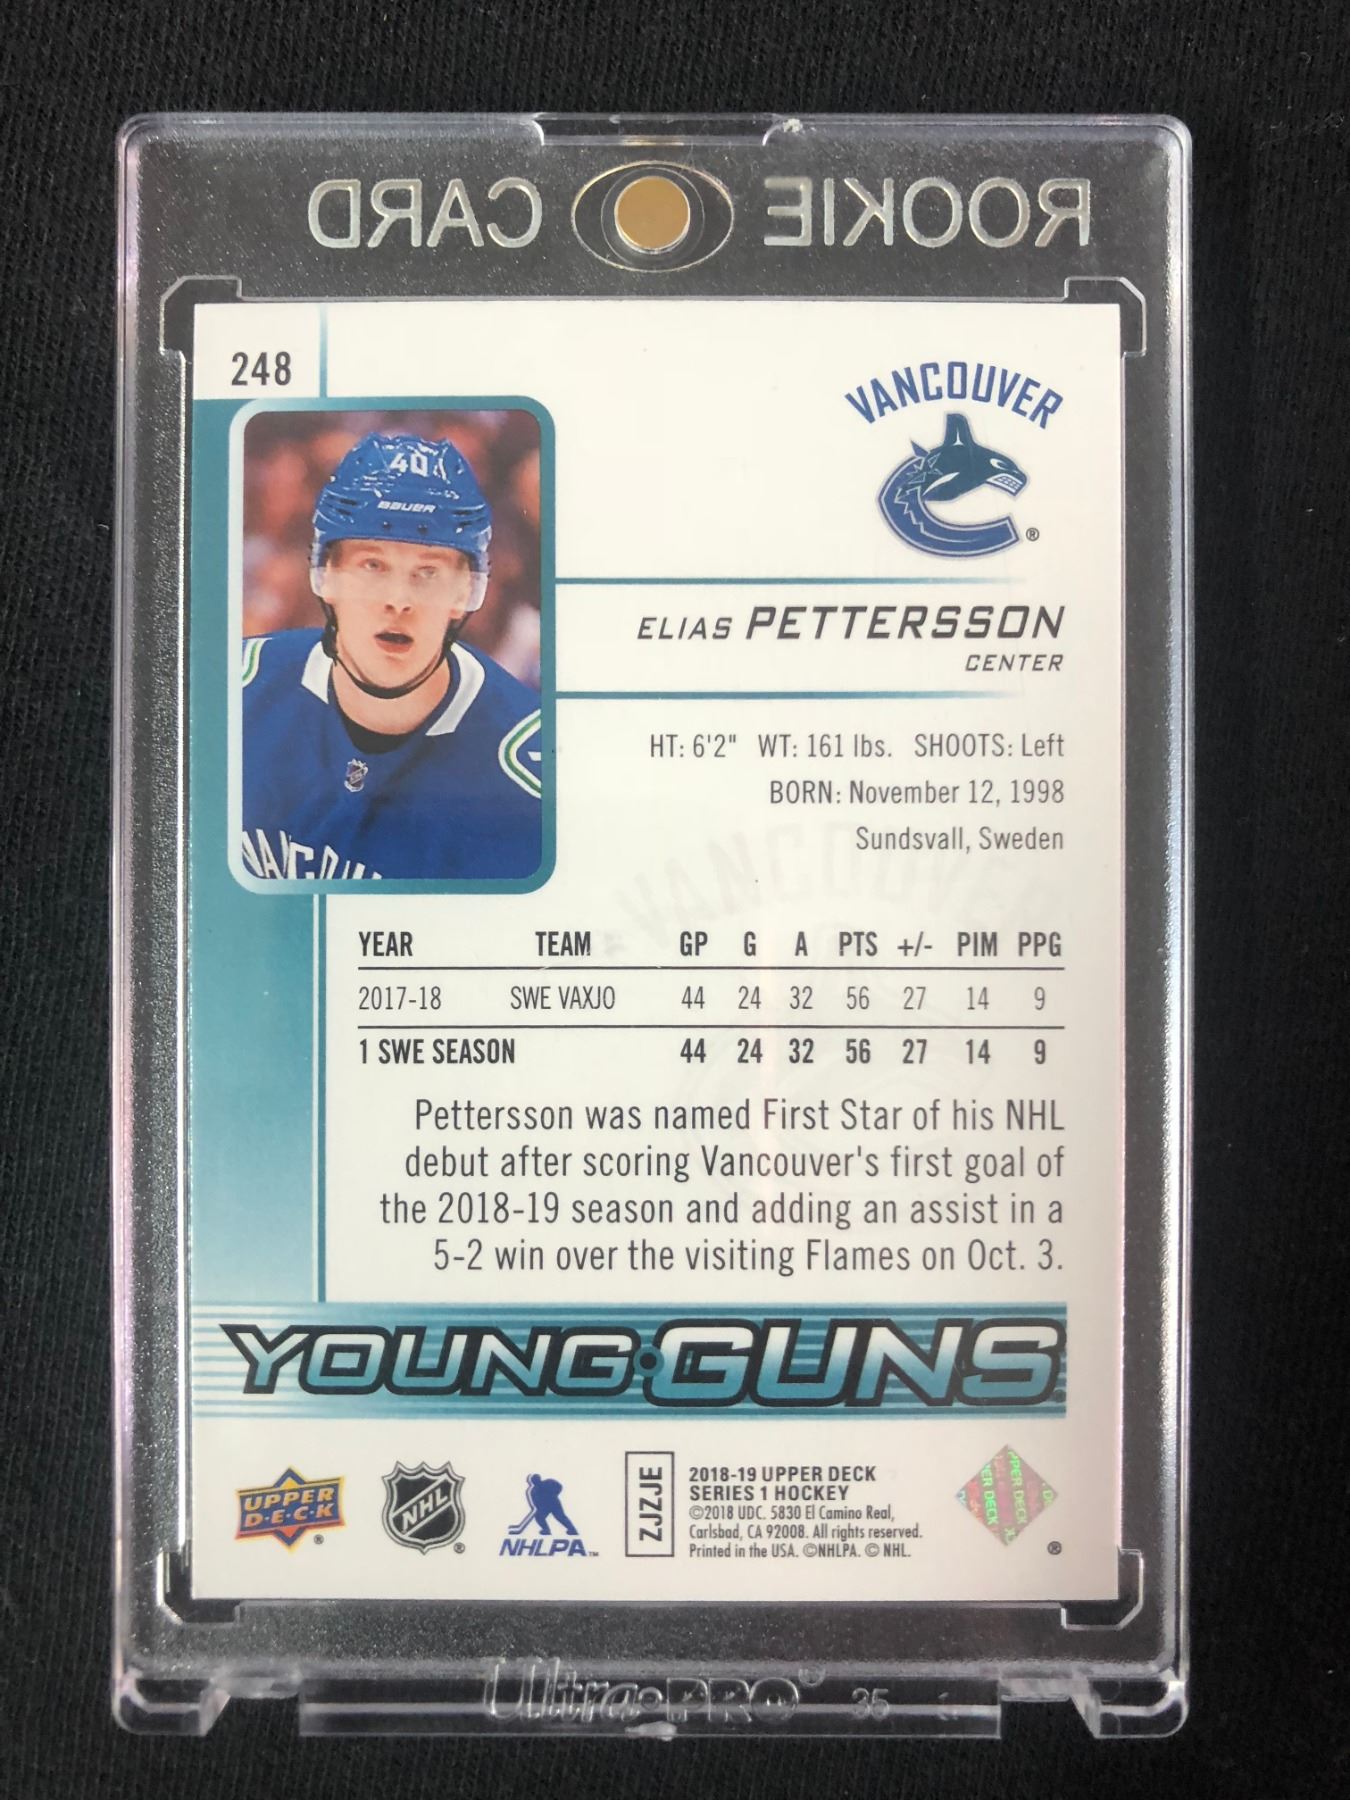 ROOKIE CARD
248
VANCOUVER
®
40
BAUER
ELIAS PETTERSSON
CENTER
HT: 6'2" WT: 161 lbs. SHOOTS: Left
BORN: November 12, 1998
Sundsvall, Sweden
YEAR TEAM GP G A PTS +/- PIM PPG
2017-18 SWE VAXJO 44 24 32 56 27 14 9
1 SWE SEASON 44 24 32 56 27 14 9
Pettersson was named First Star of his NHL
debut after scoring Vancouver's first goal of
the 2018-19 season and adding an assist in a
5-2 win over the visiting Flames on Oct. 3.
YOUNG·GUNS
UPPER
D·E·C·K
®
NHL
®
NHLPA™
ZJZJE
2018-19 UPPER DECK
SERIES 1 HOCKEY
©2018 UDC. 5830 El Camino Real,
Carlsbad, CA 92008. All rights reserved.
Printed in the USA. ©NHLPA. © NHL.
UPPER DECK
®
Ultra·PRO® 35